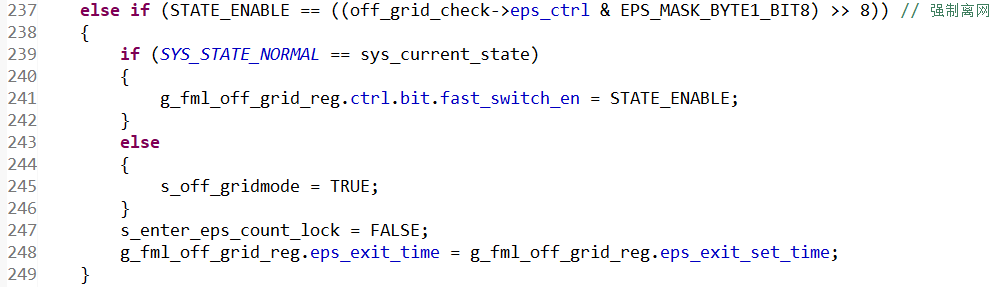 237 else if (STATE_ENABLE == ((off_grid_check->eps_ctrl & EPS_MASK_BYTE1_BIT8) >> 8)) // 强制离网
238 {
239 if (SYS_STATE_NORMAL == sys_current_state)
240 {
241 g_fml_off_grid_reg.ctrl.bit.fast_switch_en = STATE_ENABLE;
242 }
243 else
244 {
245 s_off_gridmode = TRUE;
246 }
247 s_enter_eps_count_lock = FALSE;
248 g_fml_off_grid_reg.eps_exit_time = g_fml_off_grid_reg.eps_exit_set_time;
249 }